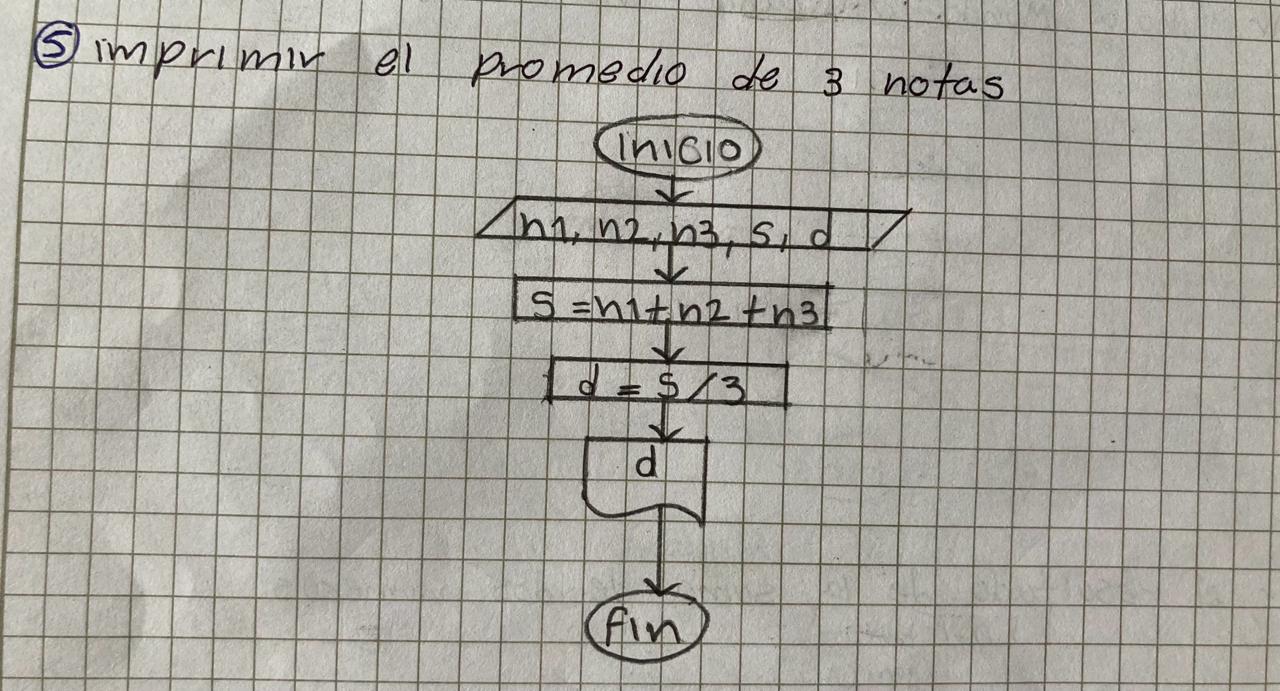 5 imprimir el promedio de 3 notas
inicio
n1, n2, n3, s, d
S = n1 + n2 + n3
d = S / 3
d
fin